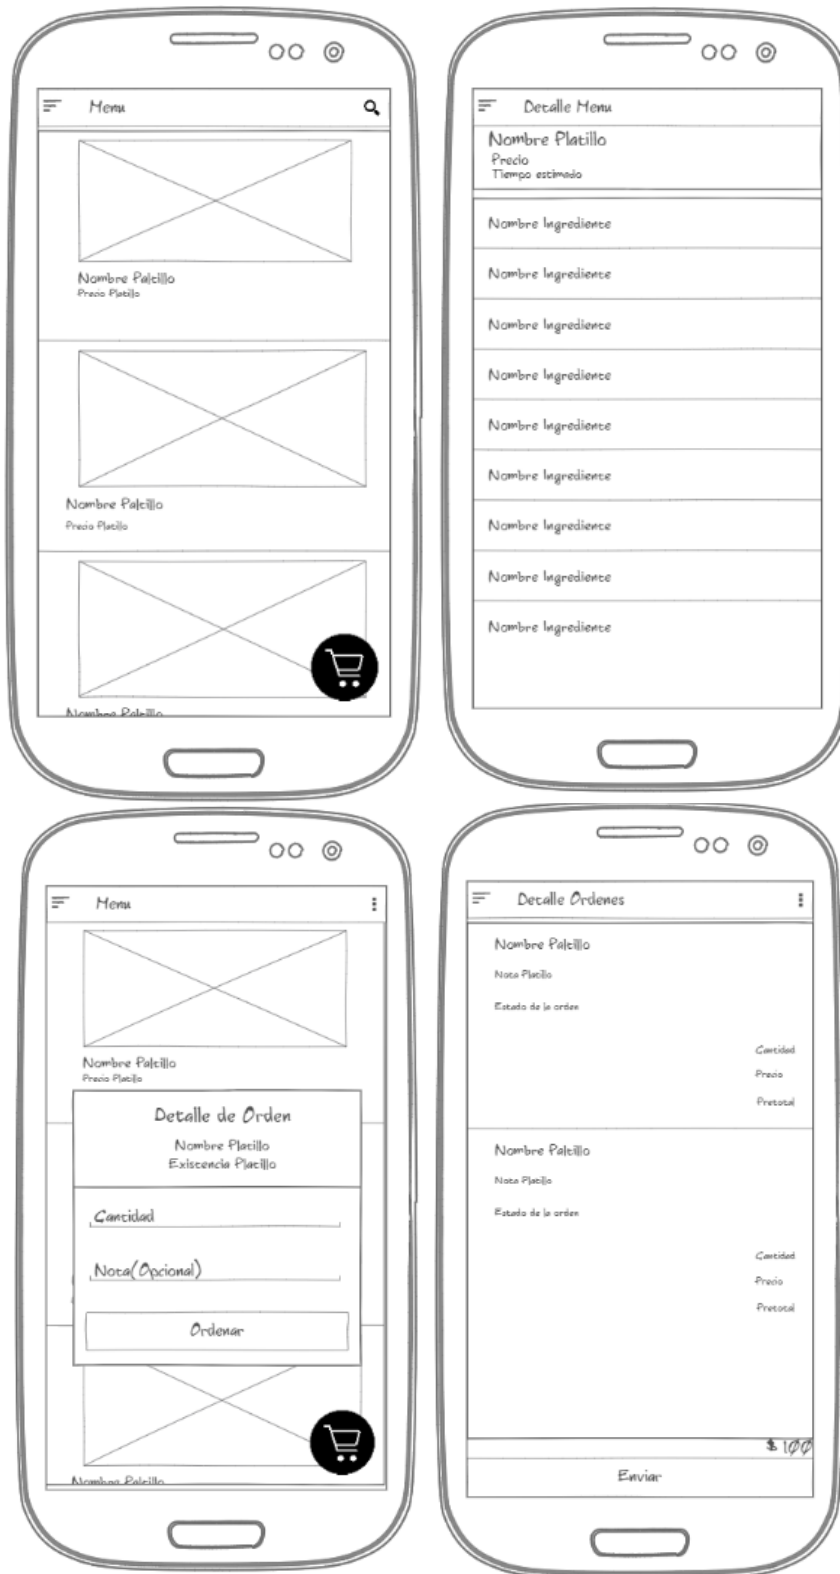 Menu
Nombre Paltillo
Precio Platillo
Nombre Paltillo
Precio Platillo
Nombre Paltillo
Detalle Menu
Nombre Platillo
Precio
Tiempo estimado
Nombre Ingrediente
Nombre Ingrediente
Nombre Ingrediente
Nombre Ingrediente
Nombre Ingrediente
Nombre Ingrediente
Nombre Ingrediente
Nombre Ingrediente
Nombre Ingrediente
Menu
Nombre Paltillo
Precio Platillo
Detalle de Orden
Nombre Platillo
Existencia Platillo
Cantidad
Nota(Opcional)
Ordenar
Nombre Paltillo
Detalle Ordenes
Nombre Paltillo
Nota Platillo
Estado de la orden
Cantidad
Precio
Pretotal
Nombre Paltillo
Nota Platillo
Estado de la orden
Cantidad
Precio
Pretotal
$ 100
Enviar